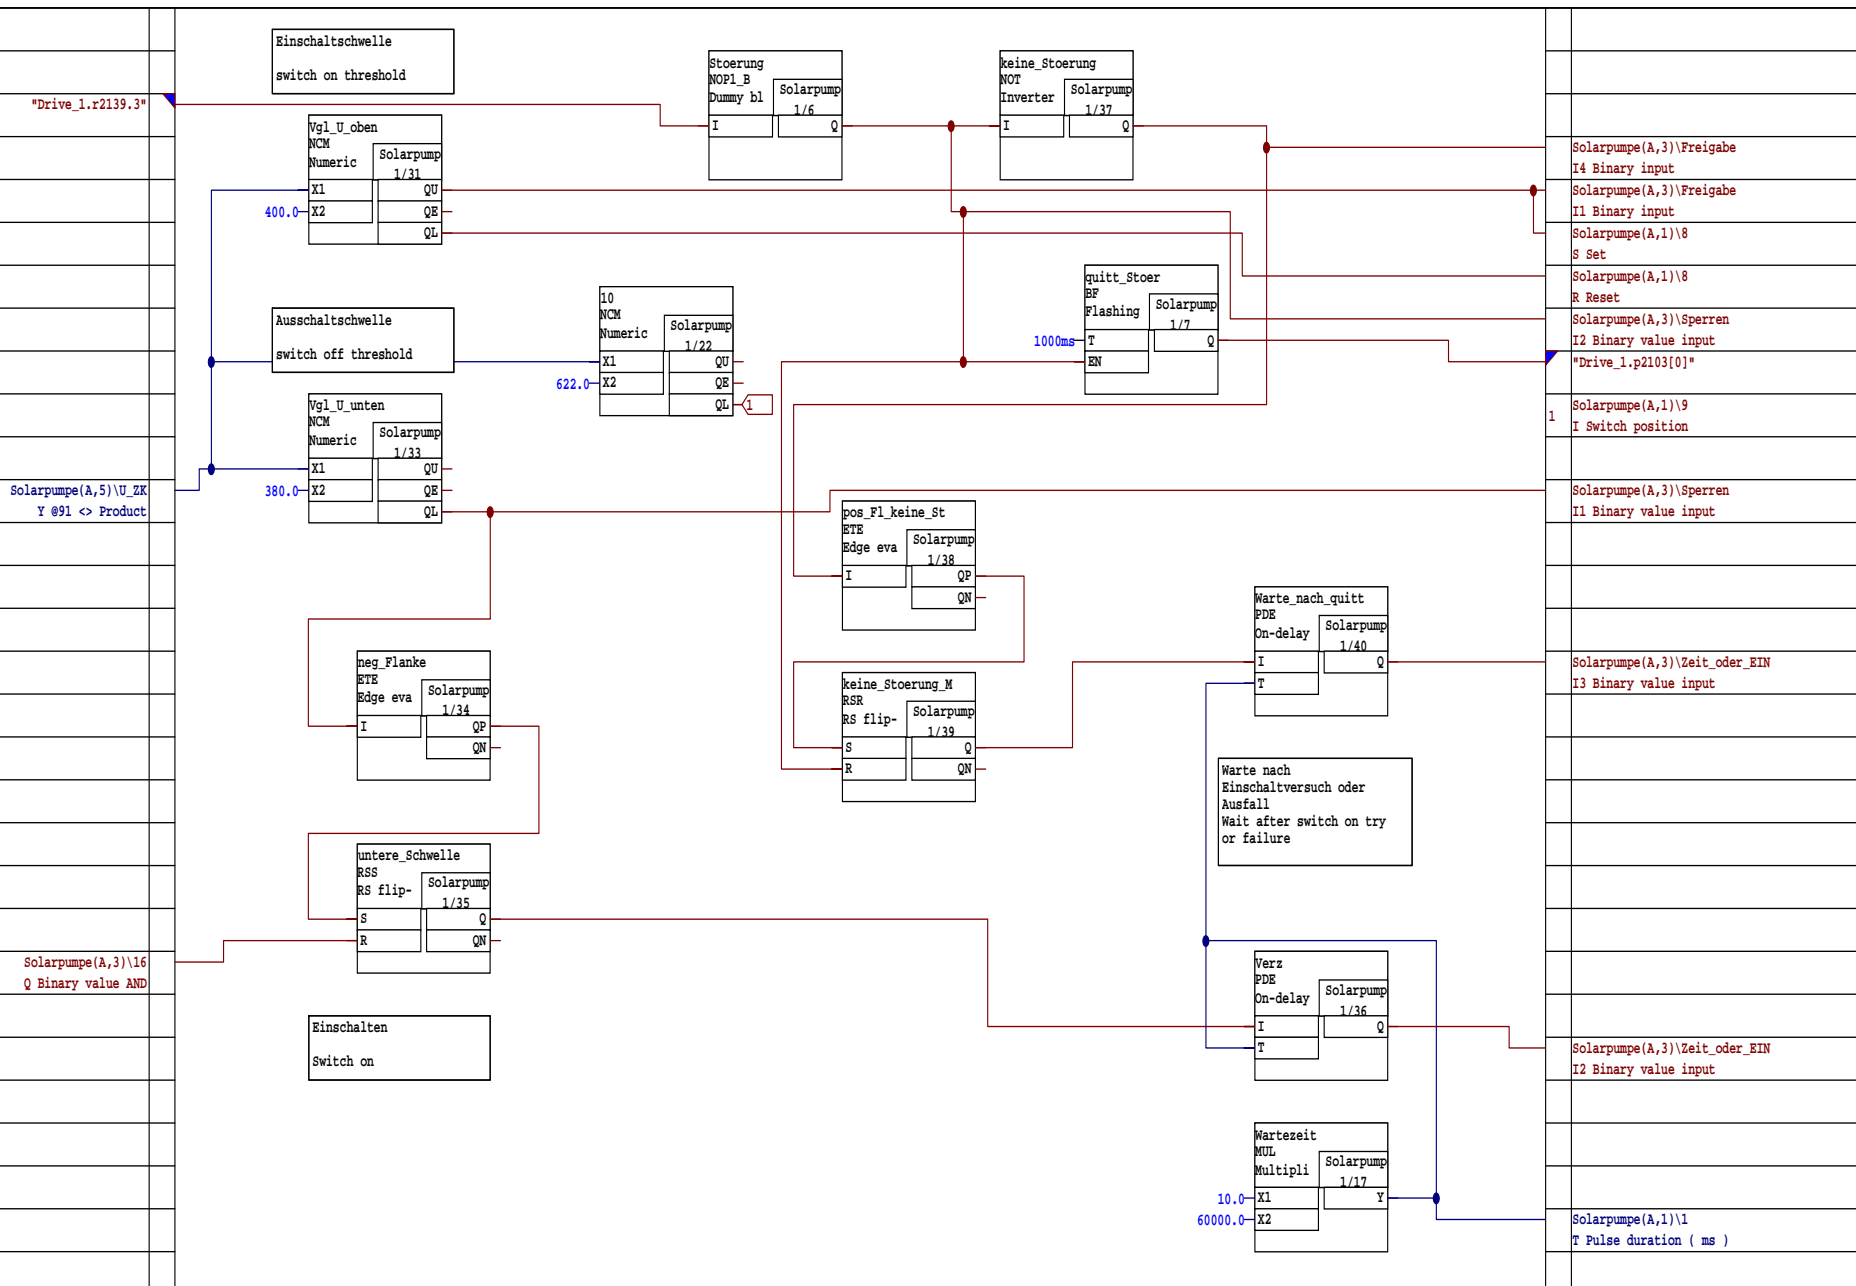 Einschaltschwelle
switch on threshold
"Drive_1.r2139.3"
Stoerung
NOP1_B
Dummy bl
Solarpump
1/6
I
Q
keine_Stoerung
NOT
Inverter
Solarpump
1/37
I
Q
Vgl_U_oben
NCM
Numeric
Solarpump
1/31
X1
QU
400.0
X2
QE
QL
Solarpumpe(A,3)\Freigabe
I4 Binary input
Solarpumpe(A,3)\Freigabe
I1 Binary input
Solarpumpe(A,1)\8
S Set
Solarpumpe(A,1)\8
R Reset
Solarpumpe(A,3)\Sperren
I2 Binary value input
"Drive_1.p2103[0]"
1
Solarpumpe(A,1)\9
I Switch position
Ausschaltschwelle
switch off threshold
10
NCM
Numeric
Solarpump
1/22
X1
QU
622.0
X2
QE
QL
1
quitt_Stoer
BF
Flashing
Solarpump
1/7
1000ms
T
Q
EN
Vgl_U_unten
NCM
Numeric
Solarpump
1/33
X1
QU
380.0
X2
QE
QL
Solarpumpe(A,5)\U_ZK
Y @91 <> Product
Solarpumpe(A,3)\Sperren
I1 Binary value input
pos_Fl_keine_St
ETE
Edge eva
Solarpump
1/38
I
QP
QN
Warte_nach_quitt
PDE
On-delay
Solarpump
1/40
I
Q
T
Solarpumpe(A,3)\Zeit_oder_EIN
I3 Binary value input
neg_Flanke
ETE
Edge eva
Solarpump
1/34
I
QP
QN
keine_Stoerung_M
RSR
RS flip-
Solarpump
1/39
S
Q
R
QN
Warte nach
Einschaltversuch oder
Ausfall
Wait after switch on try
or failure
untere_Schwelle
RSS
RS flip-
Solarpump
1/35
S
Q
R
QN
Solarpumpe(A,3)\16
Q Binary value AND
Verz
PDE
On-delay
Solarpump
1/36
I
Q
T
Einschalten
Switch on
Solarpumpe(A,3)\Zeit_oder_EIN
I2 Binary value input
Wartezeit
MUL
Multipli
Solarpump
1/17
10.0
X1
Y
60000.0
X2
Solarpumpe(A,1)\1
T Pulse duration ( ms )